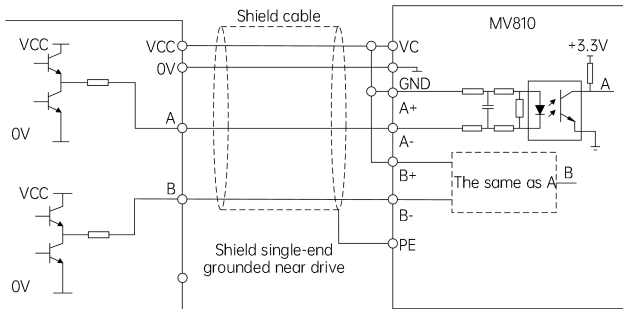 Shield cable
MV810
VCC
VCC
VC
+3.3V
0V
GND
A
A+
0V
A
A-
B+
The same as A
B
VCC
B
B-
Shield single-end
grounded near drive
PE
0V